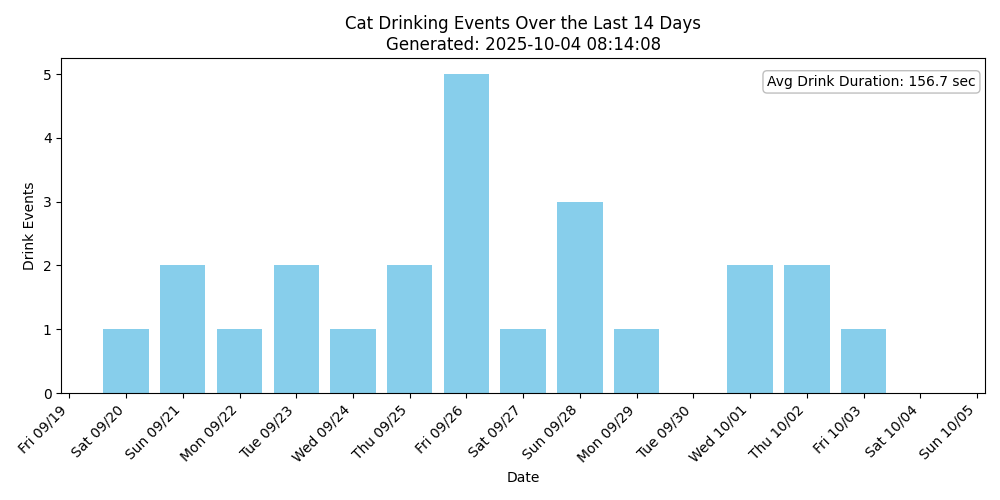 Cat Drinking Events Over the Last 14 Days
Generated: 2025-10-04 08:14:08
Avg Drink Duration: 156.7 sec
Drink Events
5
4
3
2
1
0
Fri 09/19
Sat 09/20
Sun 09/21
Mon 09/22
Tue 09/23
Wed 09/24
Thu 09/25
Fri 09/26
Sat 09/27
Sun 09/28
Mon 09/29
Tue 09/30
Wed 10/01
Thu 10/02
Fri 10/03
Sat 10/04
Sun 10/05
Date